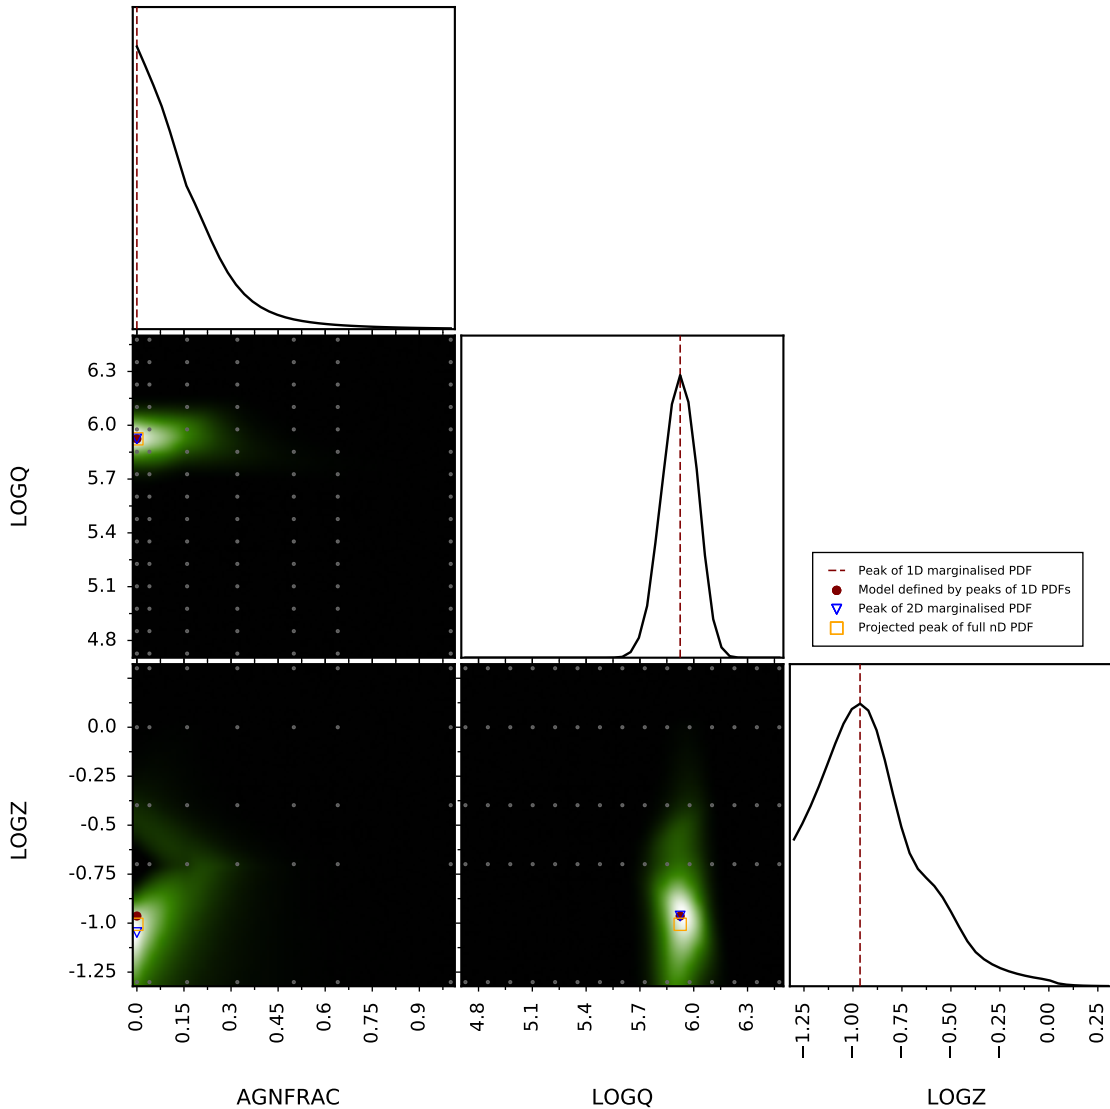 6.3
6.0
5.7
5.4
5.1
4.8
LOGQ
Peak of 1D marginalised PDF
Model defined by peaks of 1D PDFs
Peak of 2D marginalised PDF
Projected peak of full nD PDF
0.0
-0.25
-0.5
-0.75
-1.0
-1.25
LOGZ
0.0 0.15 0.3 0.45 0.6 0.75 0.9
4.8 5.1 5.4 5.7 6.0 6.3
−1.25 −1.00 −0.75 −0.50 −0.25 0.00 0.25
AGNFRAC LOGQ LOGZ